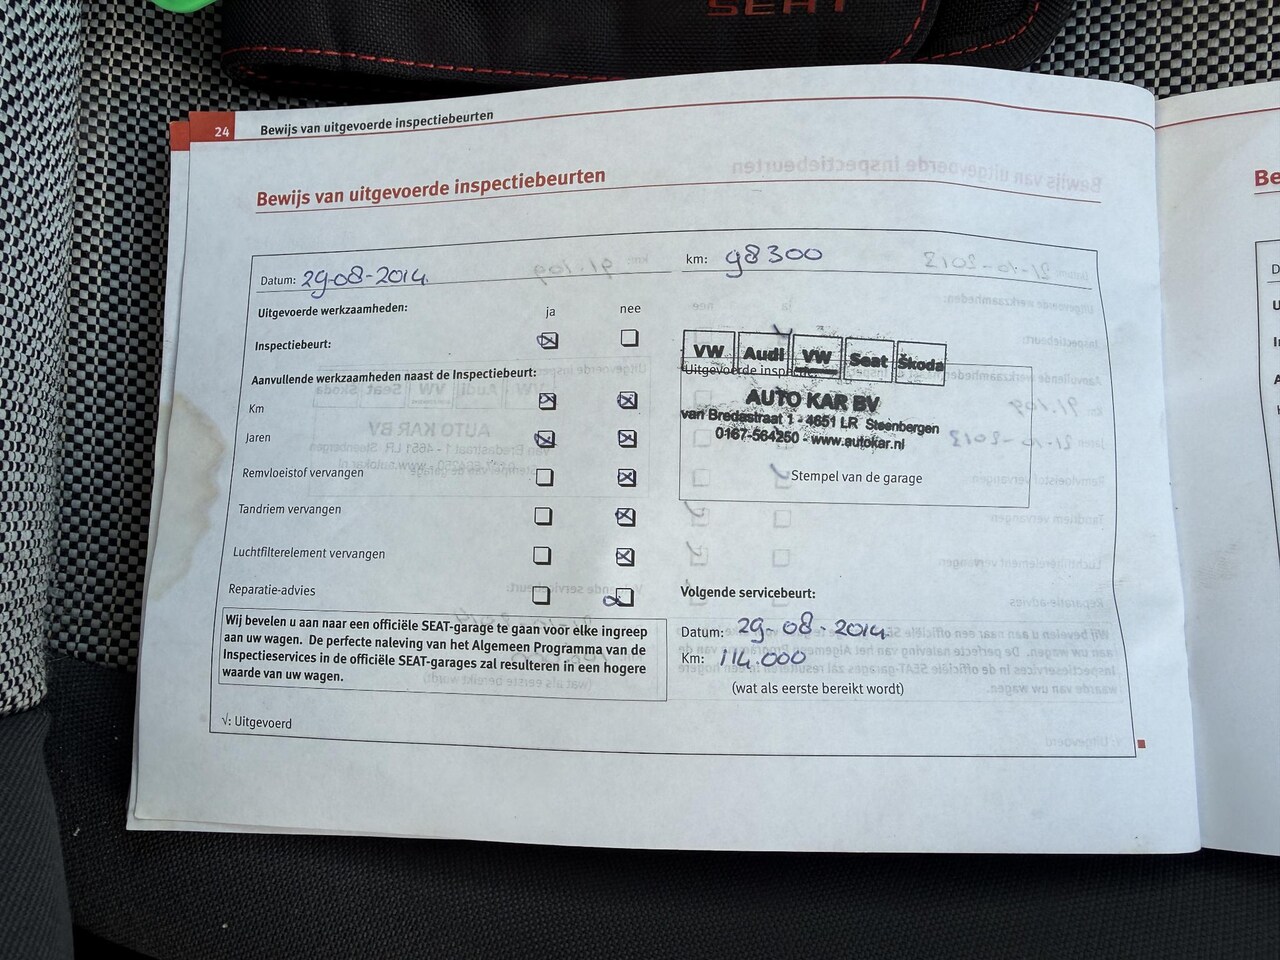 SEAT
24 Bewijs van uitgevoerde inspectiebeurten
Bewijs van uitgevoerde inspectiebeurten
Datum: 29-08-2014.
km: 98300
Uitgevoerde werkzaamheden: ja nee
Inspectiebeurt:
Aanvullende werkzaamheden naast de Inspectiebeurt:
Km
Jaren
Remvloeistof vervangen
Tandriem vervangen
Luchtfilterelement vervangen
Reparatie-advies
Wij bevelen u aan naar een officiële SEAT-garage te gaan voor elke ingreep
aan uw wagen. De perfecte naleving van het Algemeen Programma van de
Inspectieservices in de officiële SEAT-garages zal resulteren in een hogere
waarde van uw wagen.
√: Uitgevoerd
VW Audi VW Seat Škoda
Uitgevoerde
AUTO KAR BV
van Bredastraat 1 - 4651 LR Steenbergen
0167-564250 - www.autokar.nl
Stempel van de garage
Volgende servicebeurt:
Datum: 29-08-2014
Km: 114.000
(wat als eerste bereikt wordt)
Be